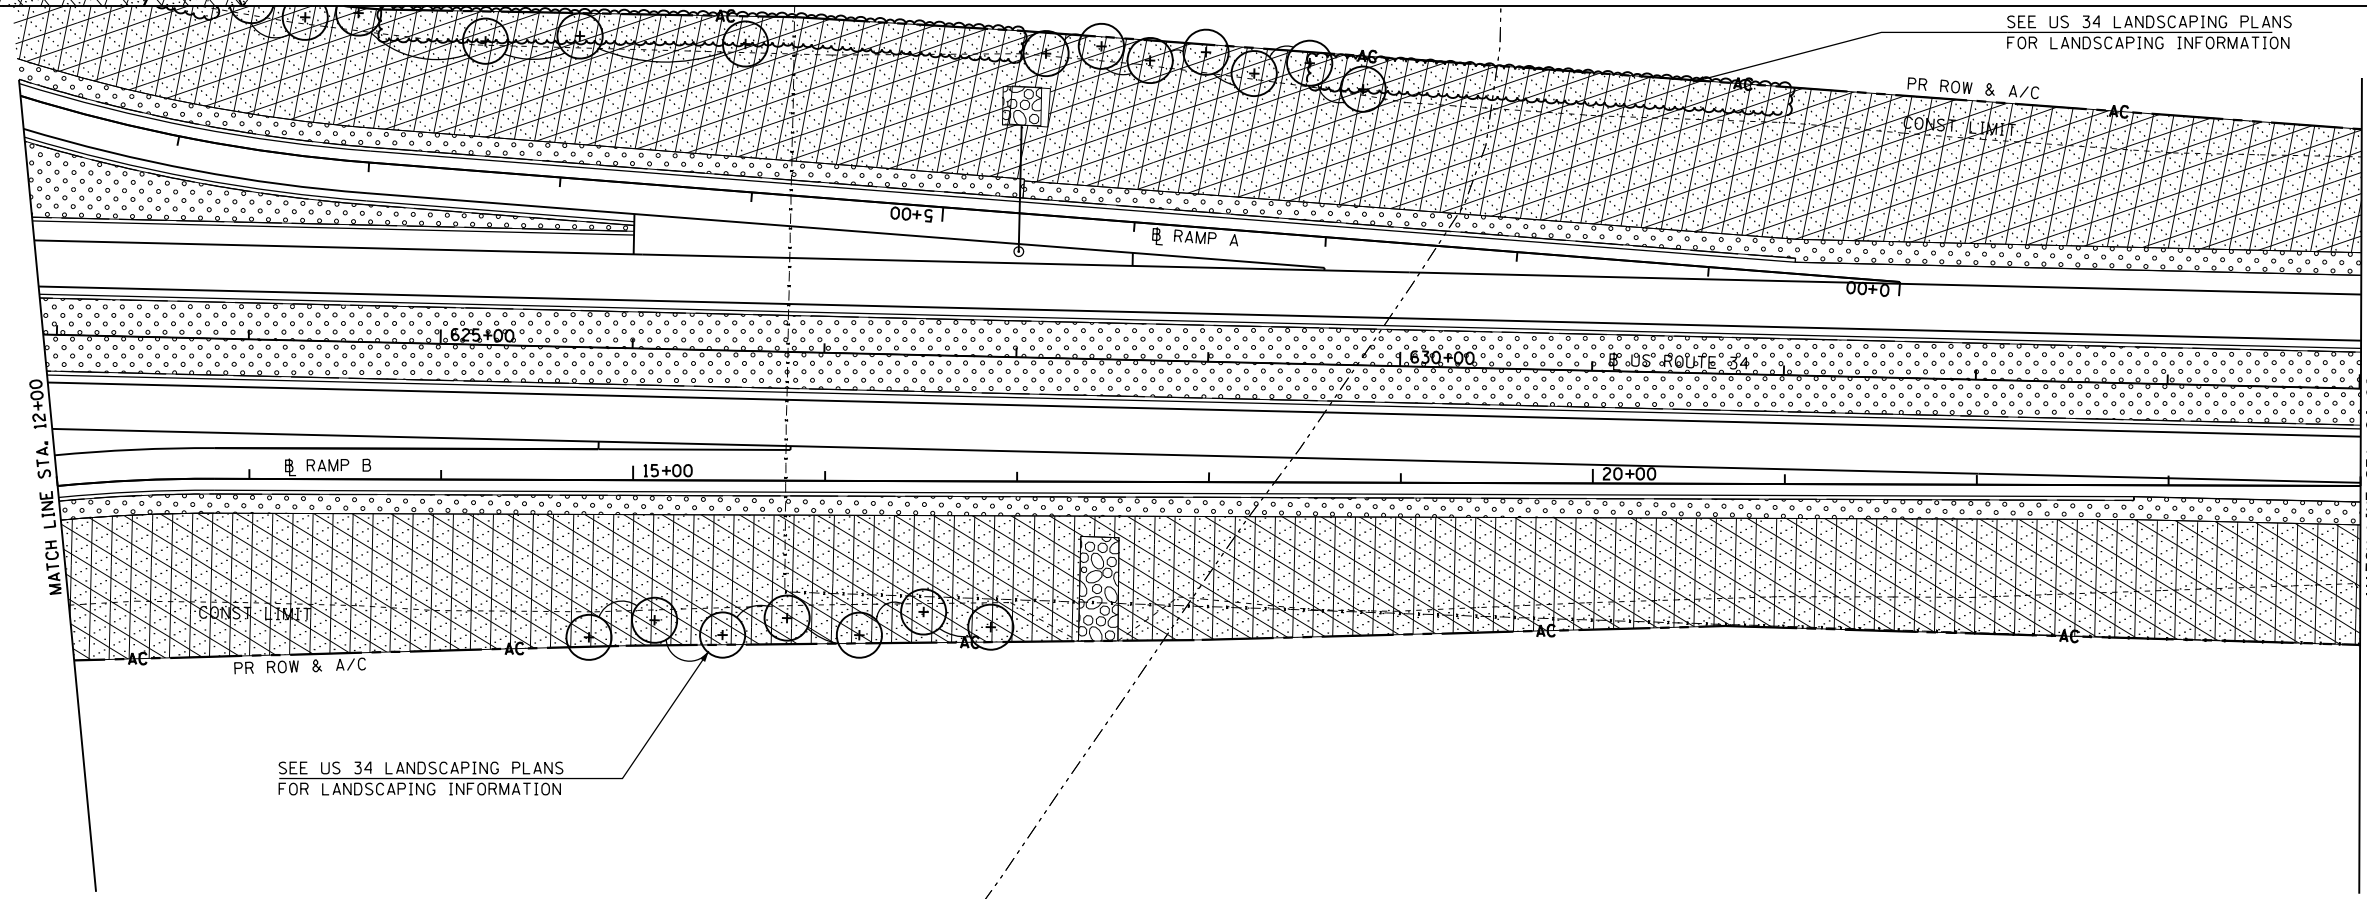 SEE US 34 LANDSCAPING PLANS
FOR LANDSCAPING INFORMATION
AC
AC
AC
PR ROW & A/C
AC
CONST LIMIT
5+00
℄ RAMP A
0+00
625+00
630+00
℄ US ROUTE 34
MATCH LINE STA. 12+00
℄ RAMP B
15+00
20+00
CONST LIMIT
AC
AC
AC
AC
AC
PR ROW & A/C
SEE US 34 LANDSCAPING PLANS
FOR LANDSCAPING INFORMATION